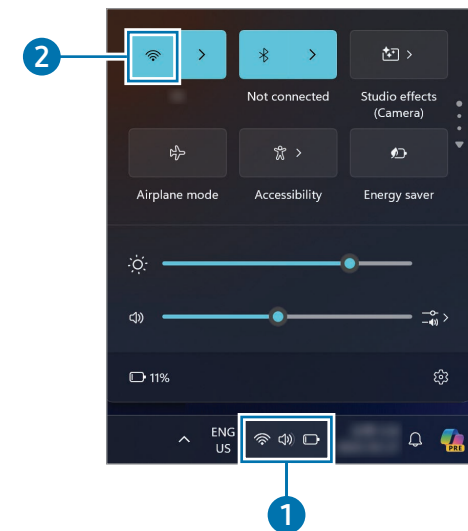 2
Not connected
Studio effects
(Camera)
Airplane mode
Accessibility
Energy saver
11%
ENG
US
PRE
1